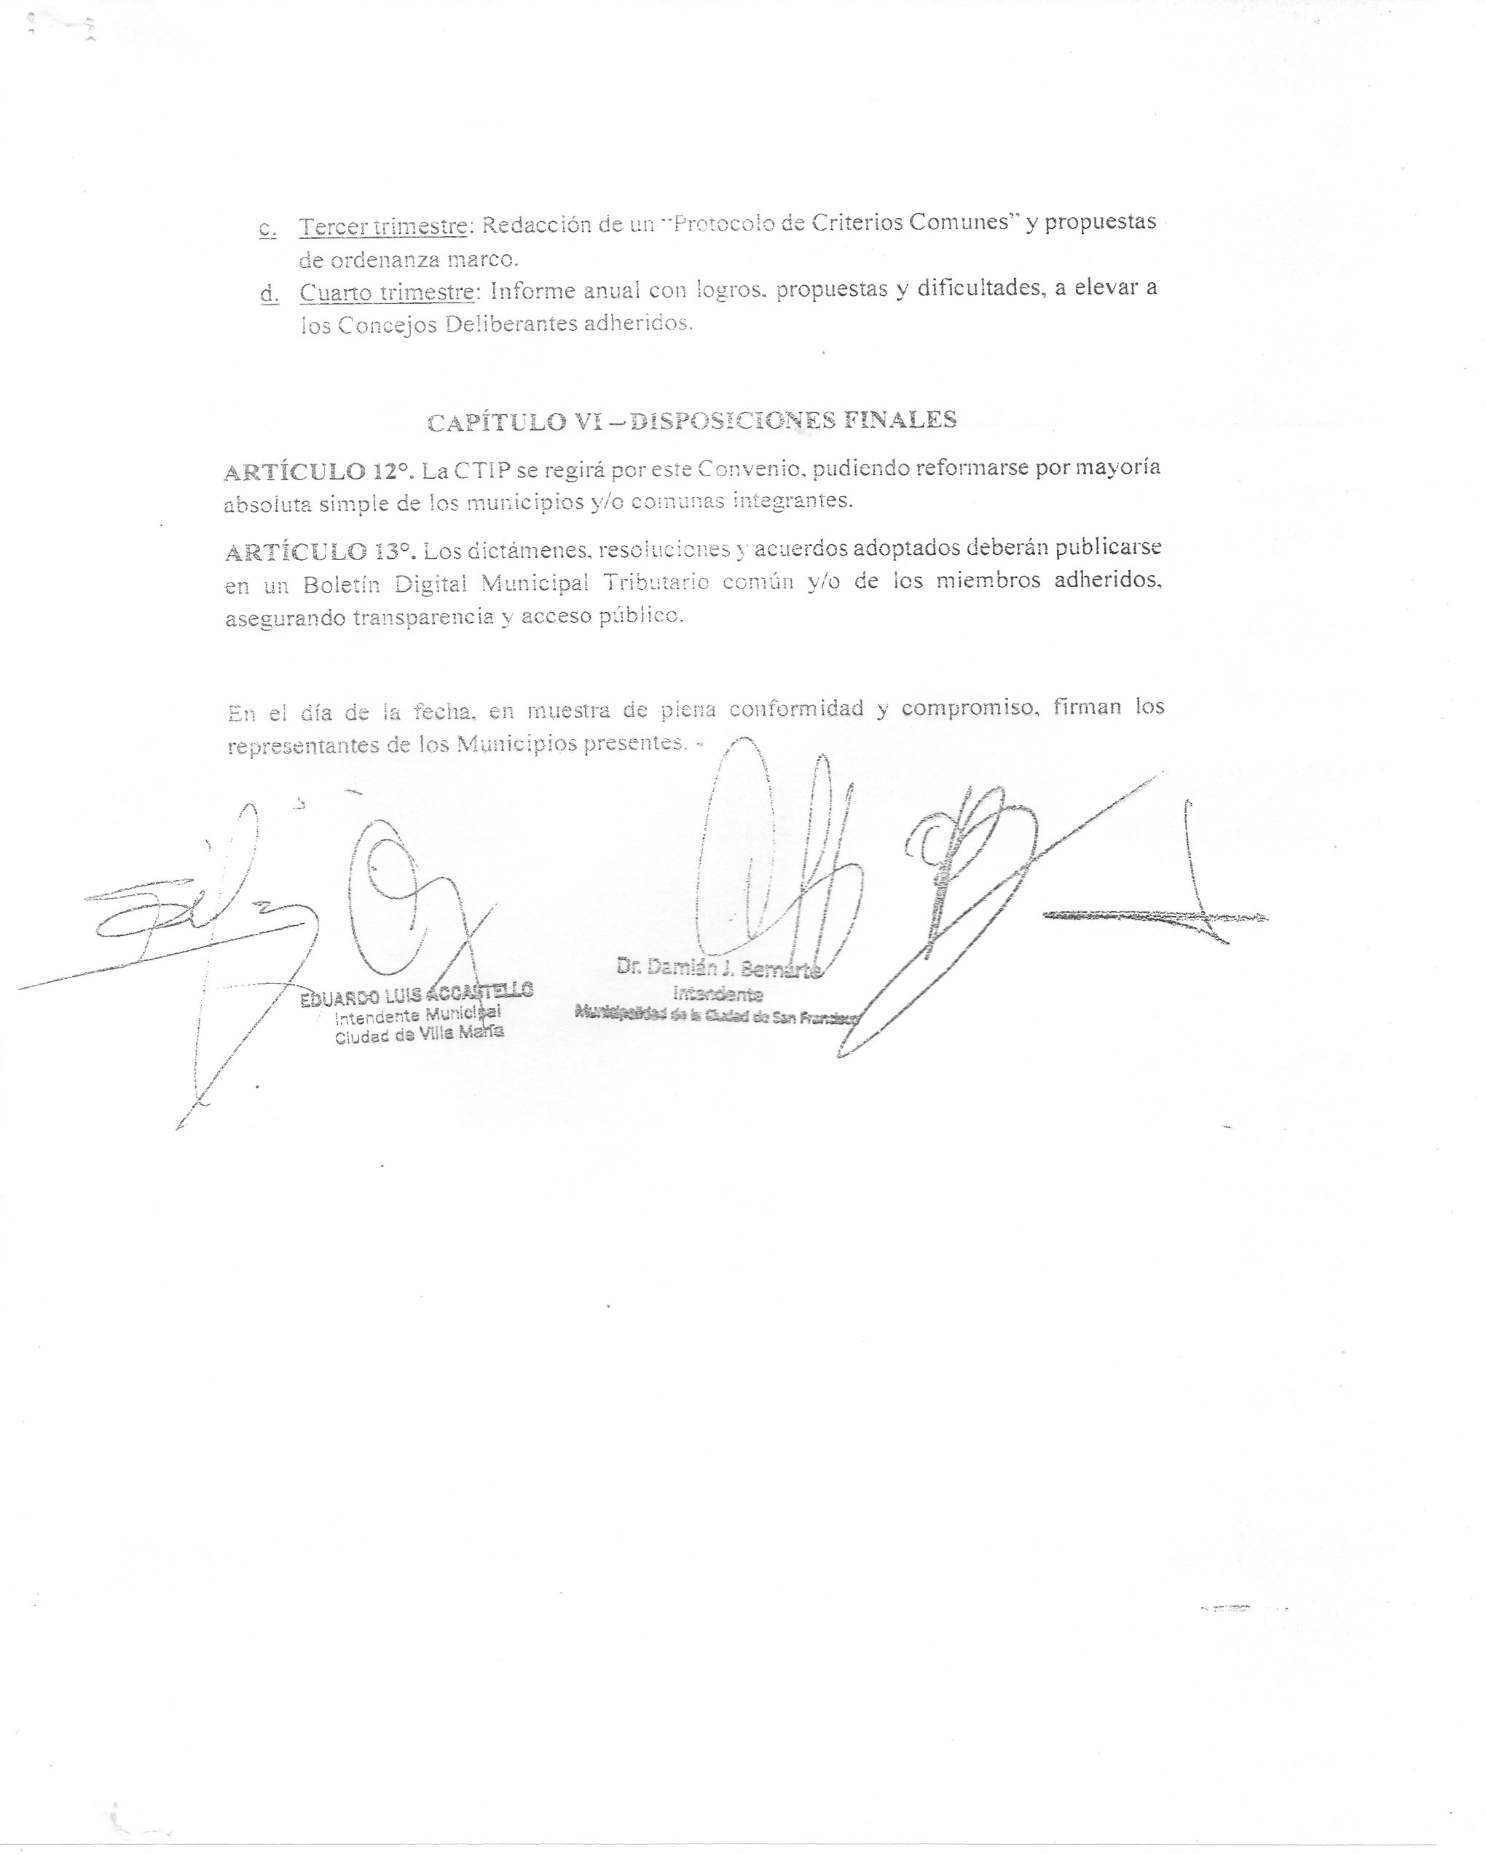 c. Tercer trimestre: Redacción de un "Protocolo de Criterios Comunes" y propuestas
de ordenanza marco.
d. Cuarto trimestre: Informe anual con logros, propuestas y dificultades, a elevar a
los Concejos Deliberantes adheridos.
CAPÍTULO VI – DISPOSICIONES FINALES
ARTÍCULO 12°. La CTIP se regirá por este Convenio, pudiendo reformarse por mayoría
absoluta simple de los municipios y/o comunas integrantes.
ARTÍCULO 13°. Los dictámenes, resoluciones y acuerdos adoptados deberán publicarse
en un Boletín Digital Municipal Tributario común y/o de los miembros adheridos,
asegurando transparencia y acceso público.
En el día de la fecha, en muestra de plena conformidad y compromiso, firman los
representantes de los Municipios presentes. -
EDUARDO LUIS ACCASTELLO
Intendente Municipal
Ciudad de Villa María
Dr. Damián J. Bernarte
Intendente
Municipalidad de la Ciudad de San Francisco